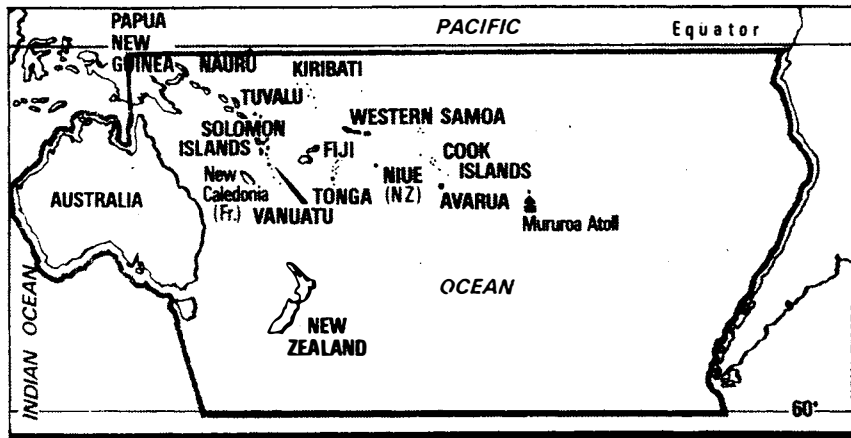 PACIFIC
Equator
PAPUA
NEW
GUINEA
NAURU
KIRIBATI
TUVALU
SOLOMON
ISLANDS
WESTERN SAMOA
FIJI
COOK
ISLANDS
NIUE
(NZ)
New
Caledonia
(Fr.)
VANUATU
TONGA
AVARUA
Mururoa Atoll
AUSTRALIA
INDIAN OCEAN
OCEAN
NEW
ZEALAND
60°